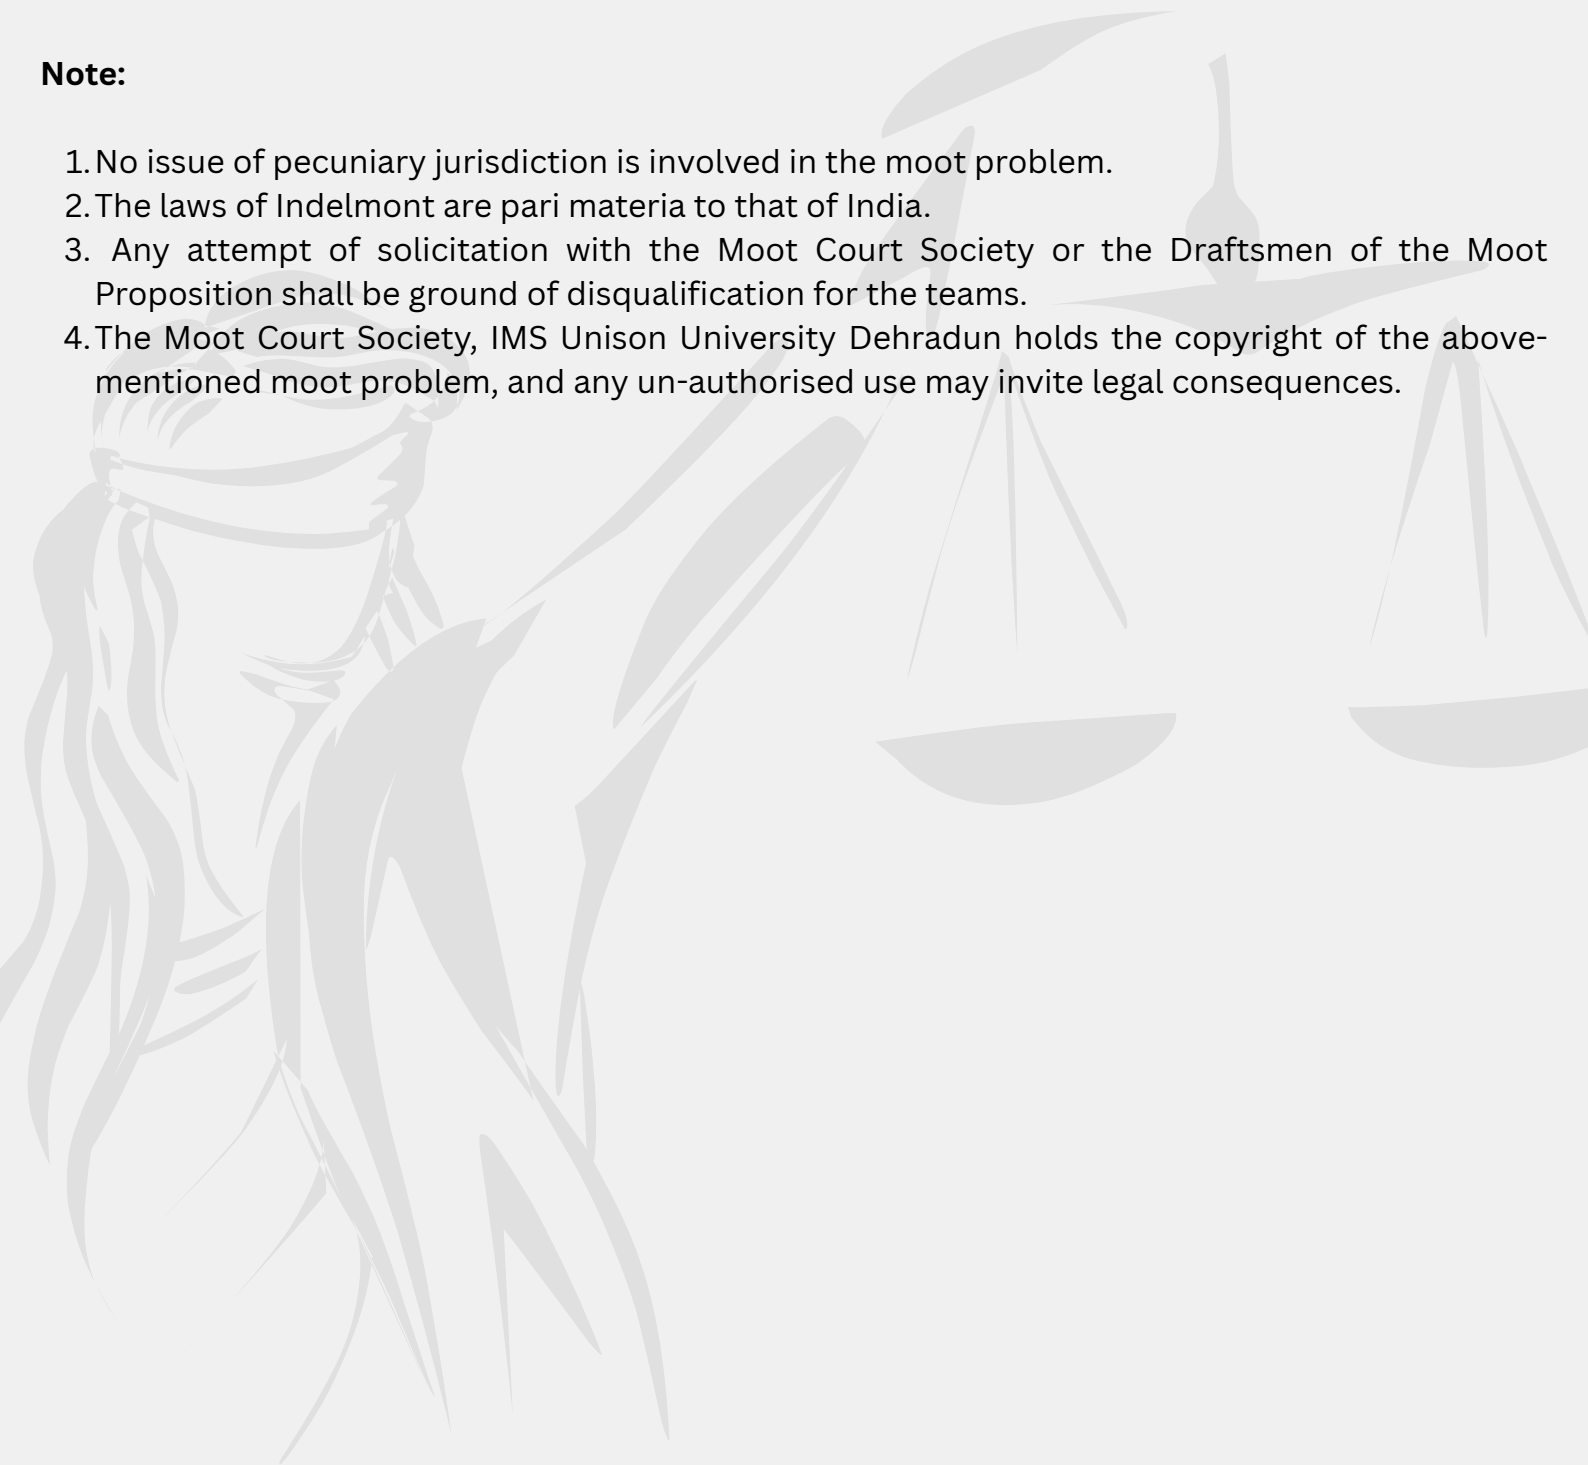 Note:
1. No issue of pecuniary jurisdiction is involved in the moot problem.
2. The laws of Indelmont are pari materia to that of India.
3. Any attempt of solicitation with the Moot Court Society or the Draftsmen of the Moot
Proposition shall be ground of disqualification for the teams.
4. The Moot Court Society, IMS Unison University Dehradun holds the copyright of the above-
mentioned moot problem, and any un-authorised use may invite legal consequences.